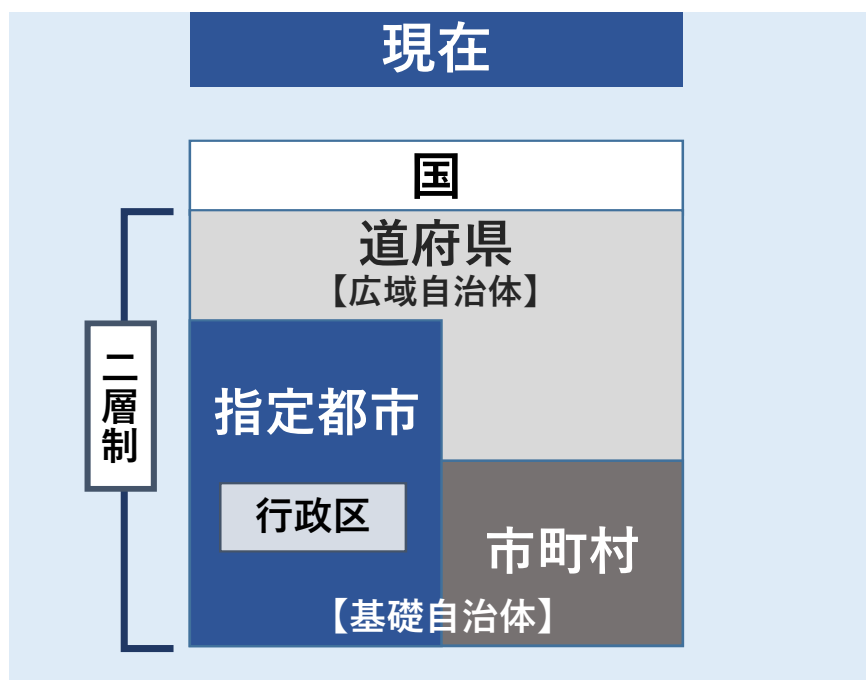 現在
国
道府県
【広域自治体】
二層制
指定都市
行政区
市町村
【基礎自治体】